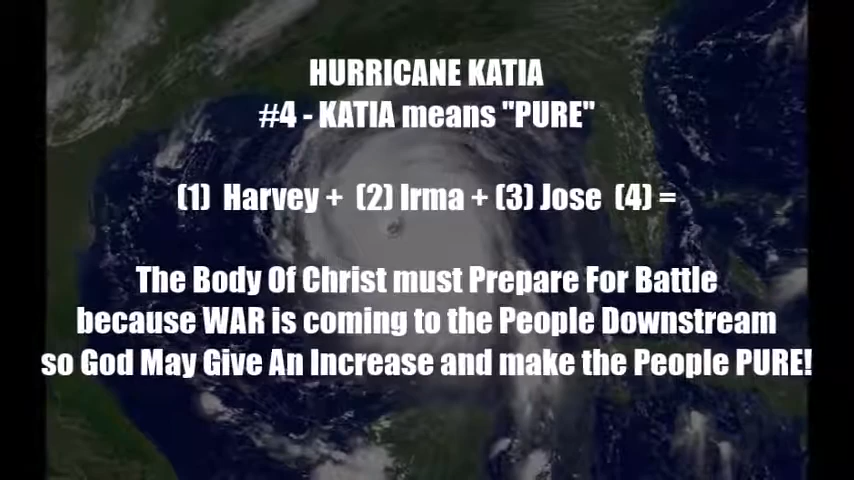 HURRICANE KATIA
#4 - KATIA means "PURE"
(1) Harvey + (2) Irma + (3) Jose (4) =
The Body Of Christ must Prepare For Battle
because WAR is coming to the People Downstream
so God May Give An Increase and make the People PURE!